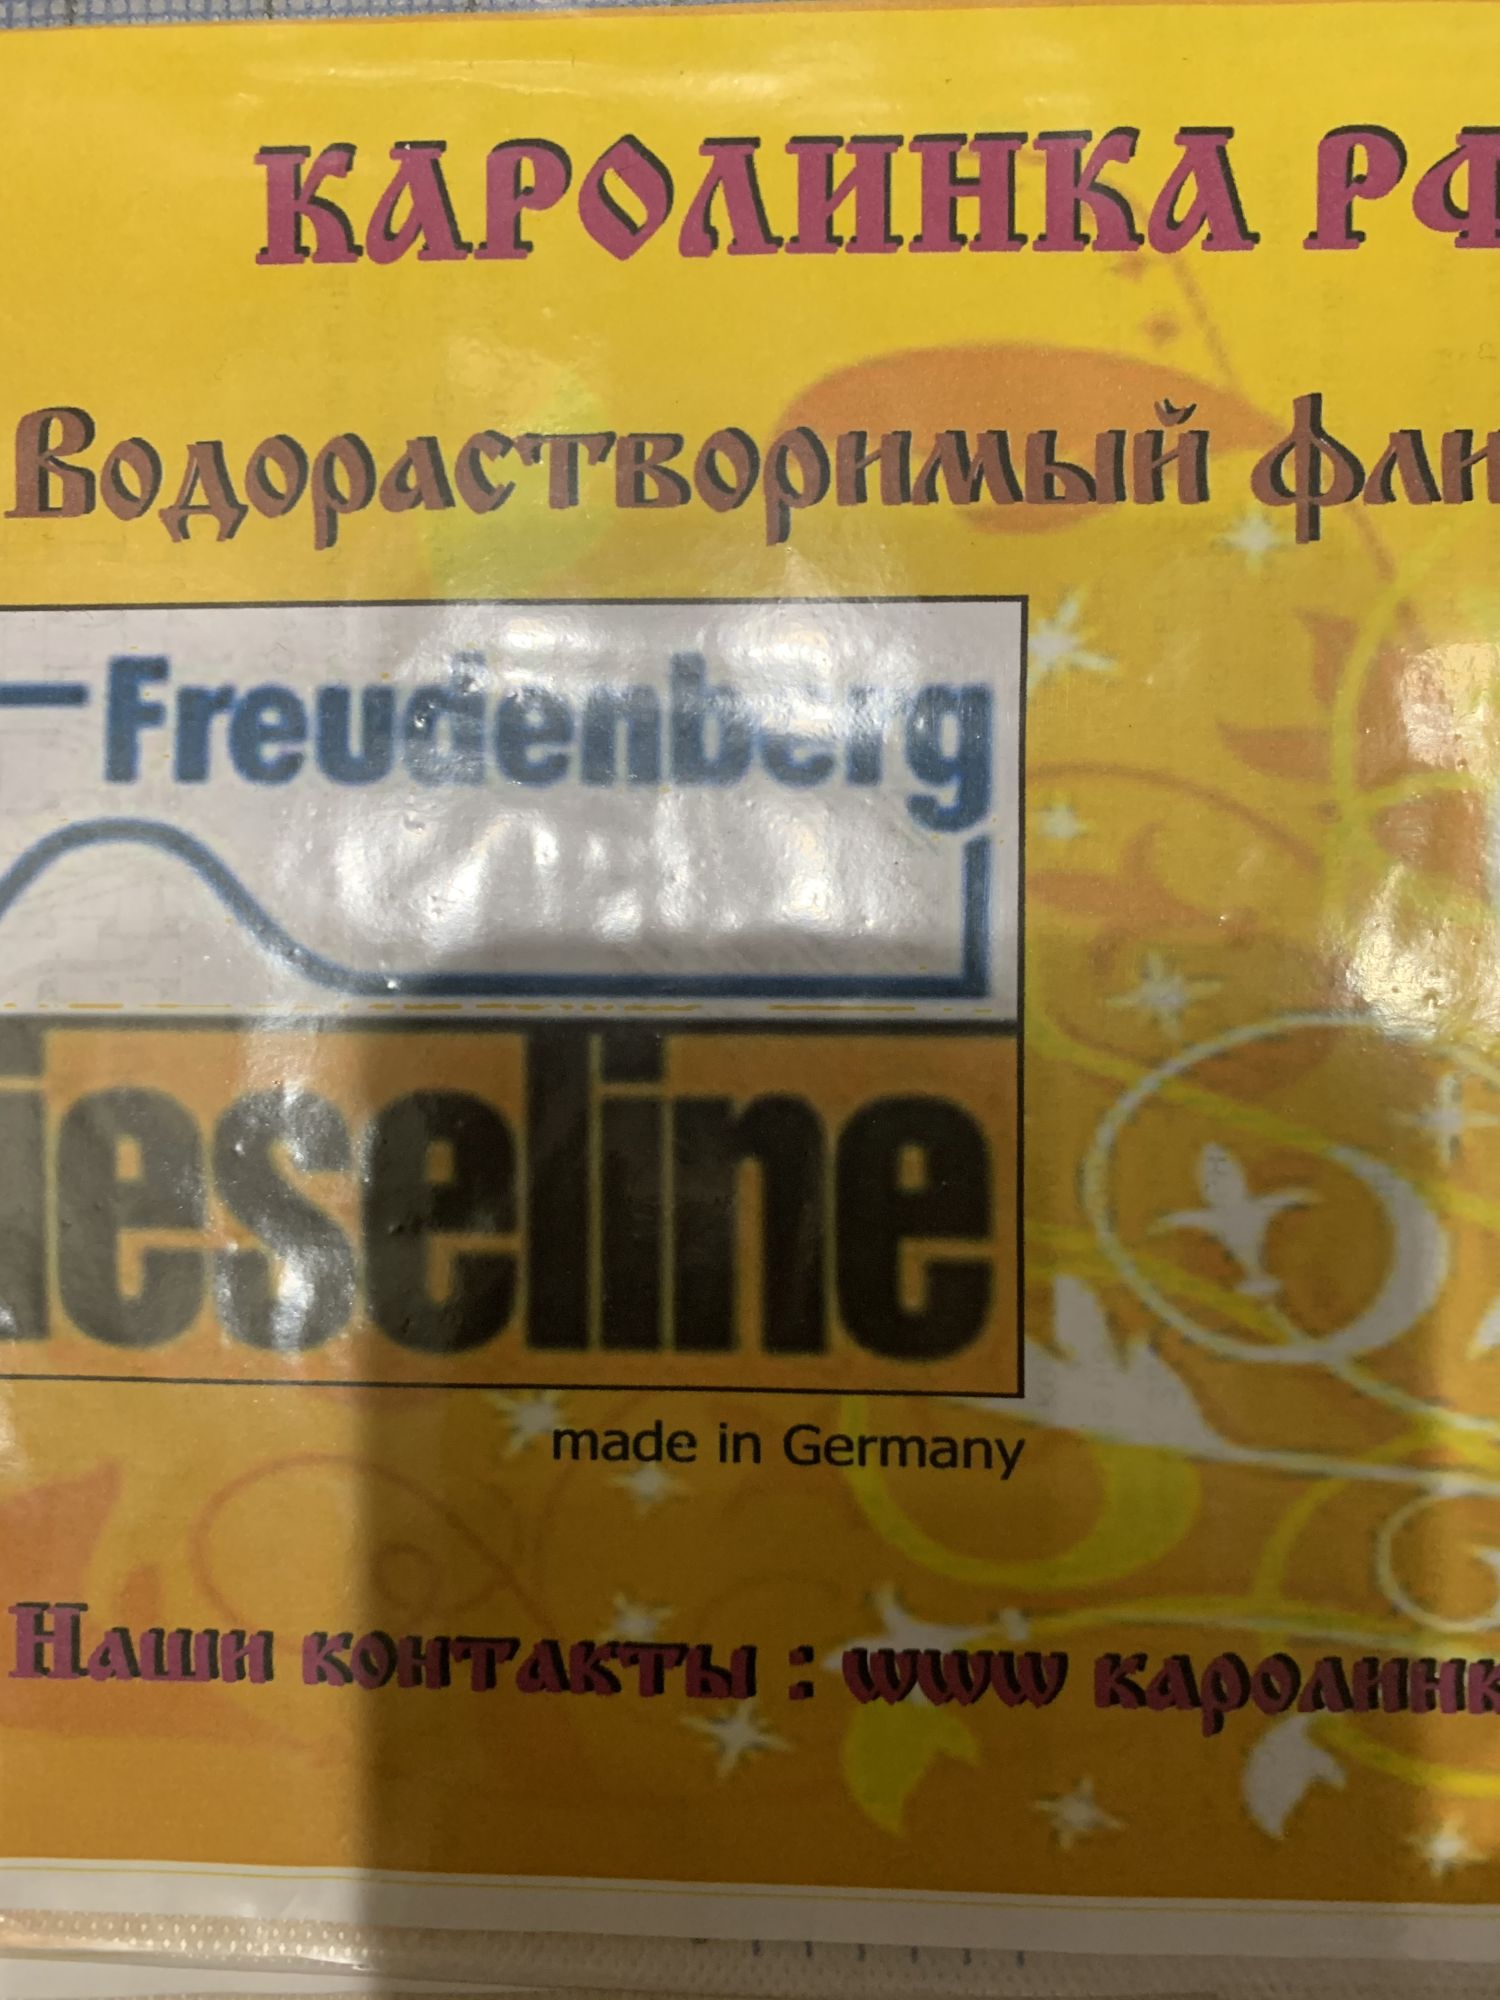 КАРОЛИНКА РФ
Водорастворимый фли
Freudenberg
ieseline
made in Germany
Наши контакты : www каролинк